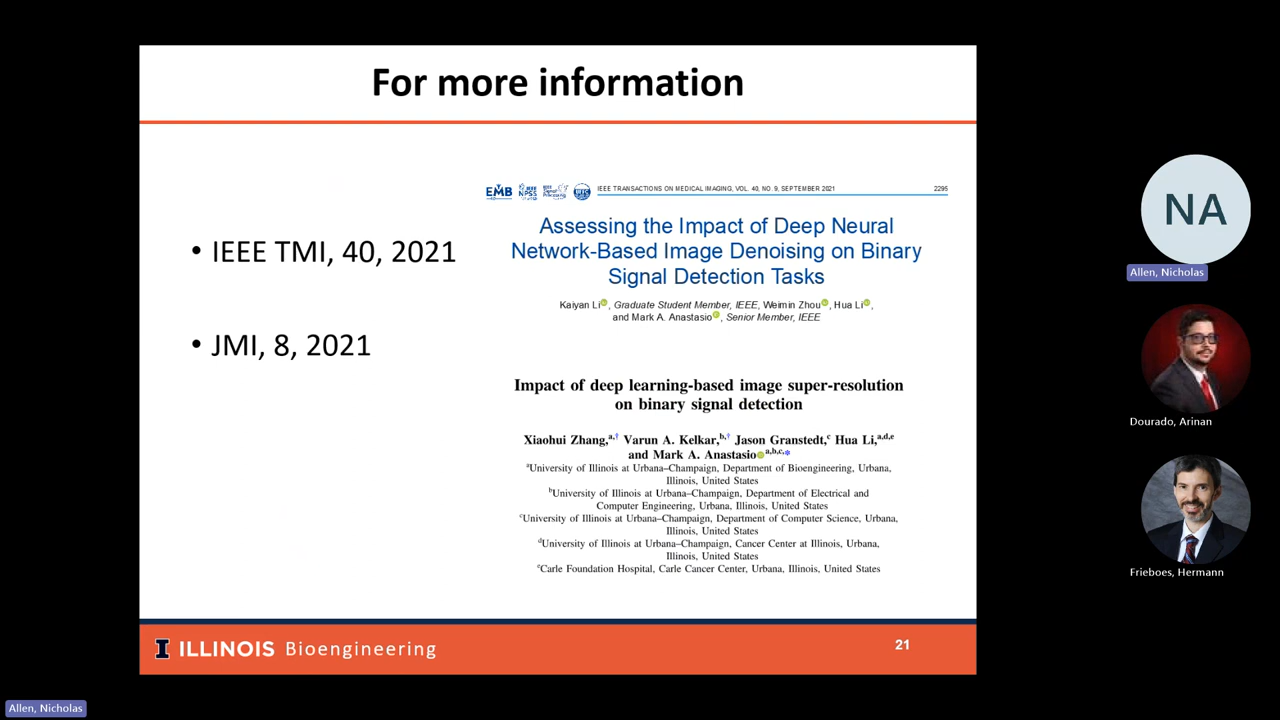 For more information
• IEEE TMI, 40, 2021
• JMI, 8, 2021
EMB
IEEE TRANSACTIONS ON MEDICAL IMAGING, VOL. 40, NO. 9, SEPTEMBER 2021 2295
Assessing the Impact of Deep Neural
Network-Based Image Denoising on Binary
Signal Detection Tasks
Kaiyan Li, Graduate Student Member, IEEE, Weimin Zhou, Hua Li,
and Mark A. Anastasio, Senior Member, IEEE
Impact of deep learning-based image super-resolution
on binary signal detection
Xiaohui Zhang,a,† Varun A. Kelkar,b,† Jason Granstedt,c Hua Li,a,d,e
and Mark A. Anastasio a,b,c,*
aUniversity of Illinois at Urbana–Champaign, Department of Bioengineering, Urbana,
Illinois, United States
bUniversity of Illinois at Urbana–Champaign, Department of Electrical and
Computer Engineering, Urbana, Illinois, United States
cUniversity of Illinois at Urbana–Champaign, Department of Computer Science, Urbana,
Illinois, United States
dUniversity of Illinois at Urbana–Champaign, Cancer Center at Illinois, Urbana,
Illinois, United States
eCarle Foundation Hospital, Carle Cancer Center, Urbana, Illinois, United States
I ILLINOIS Bioengineering
21
NA
Allen, Nicholas
Dourado, Arinan
Frieboes, Hermann
Allen, Nicholas